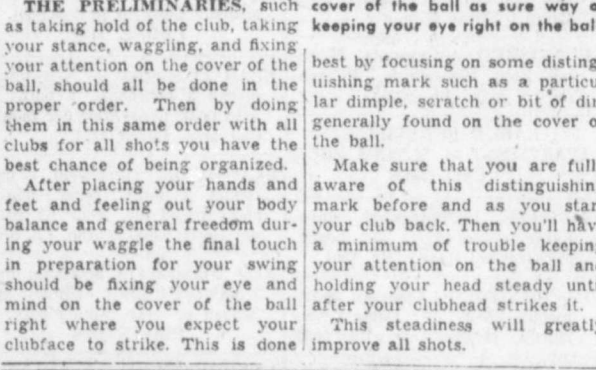 THE PRELIMINARIES, such
as taking hold of the club, taking
your stance, waggling, and fixing
your attention on the cover of the
ball, should all be done in the
proper order. Then by doing
them in this same order with all
clubs for all shots you have the
best chance of being organized.
After placing your hands and
feet and feeling out your body
balance and general freedom dur-
ing your waggle the final touch
in preparation for your swing
should be fixing your eye and
mind on the cover of the ball
right where you expect your
clubface to strike. This is done
cover of the ball as sure way o
keeping your eye right on the bal
best by focusing on some disting
uishing mark such as a particu
lar dimple, scratch or bit of dir
generally found on the cover o
the ball.
Make sure that you are full
aware of this distinguishin
mark before and as you star
your club back. Then you'll hav
a minimum of trouble keepin
your attention on the ball an
holding your head steady unt
after your clubhead strikes it.
This steadiness will greatl
improve all shots.